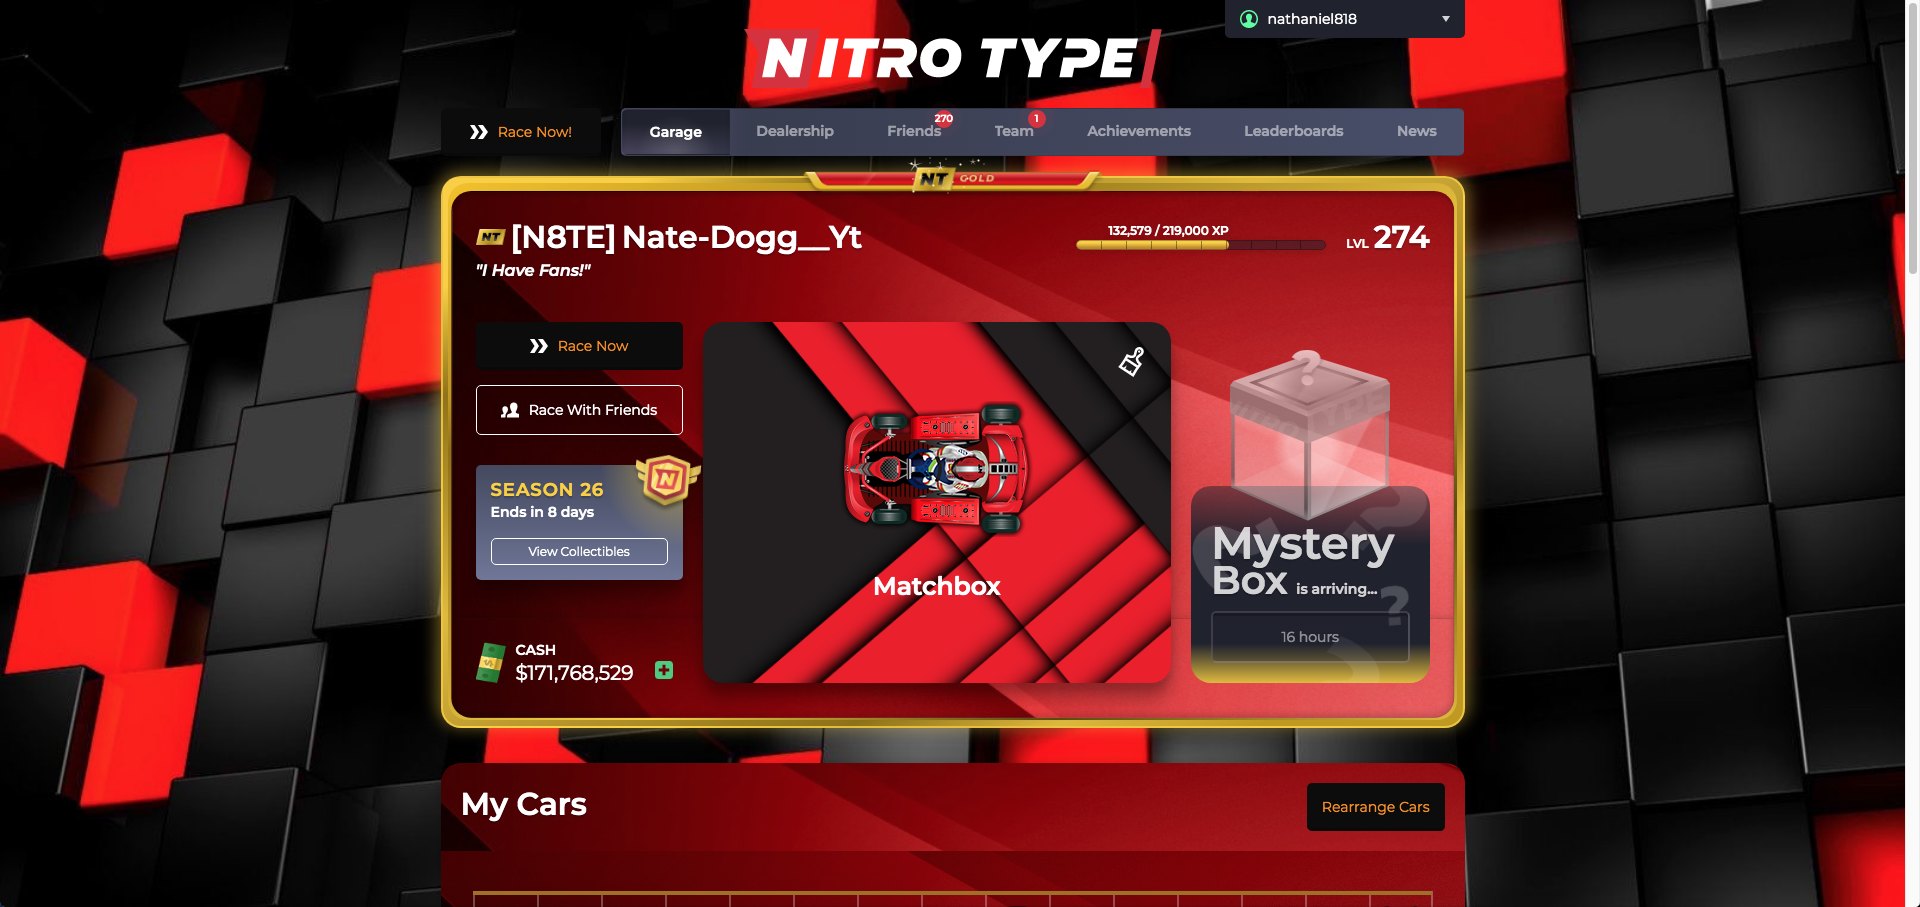 nathaniel818
NITRO TYPE
Race Now!
Garage
Dealership
Friends
270
Team
1
Achievements
Leaderboards
News
NT GOLD
NT [N8TE] Nate-Dogg__Yt
"I Have Fans!"
132,579 / 219,000 XP
LVL 274
Race Now
Race With Friends
SEASON 26
Ends in 8 days
View Collectibles
N
CASH
$171,768,529
Matchbox
?
NITRO TYPE
Mystery
Box is arriving...
?
16 hours
My Cars
Rearrange Cars